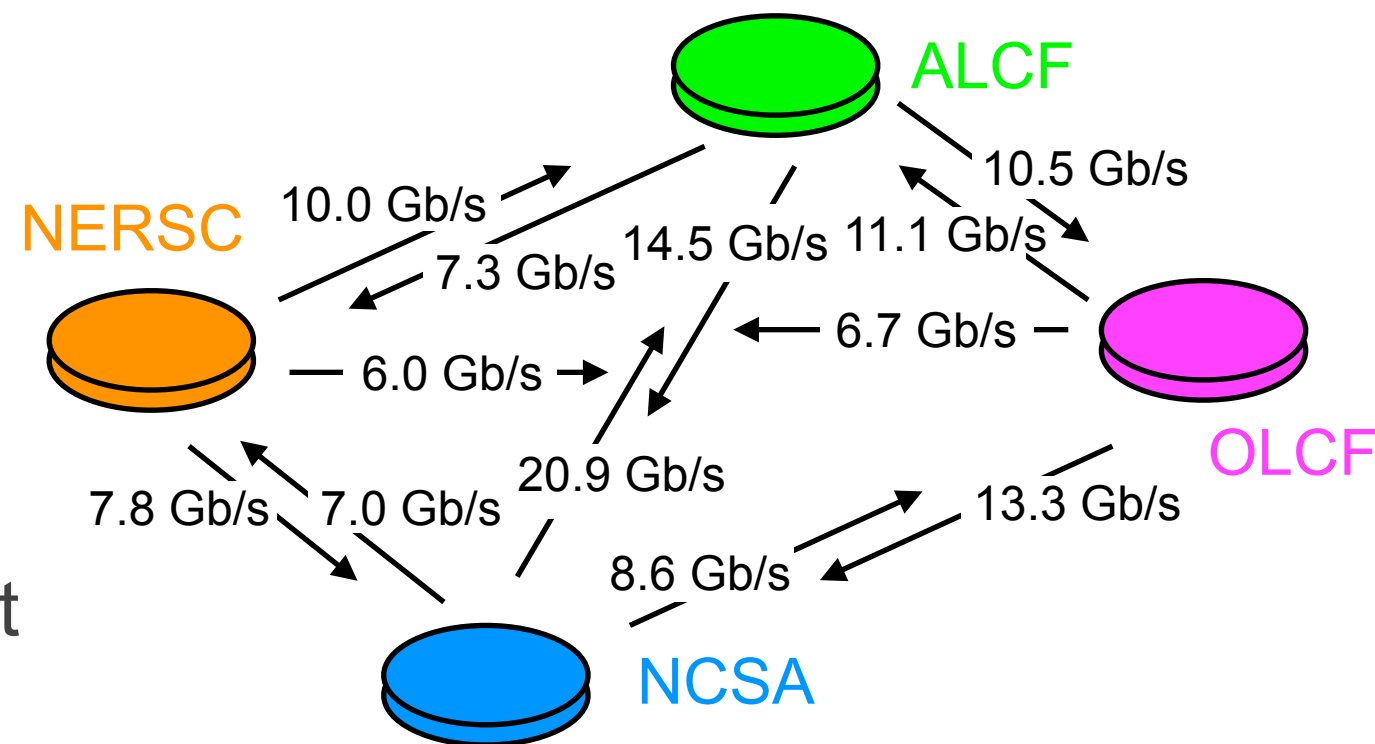 ALCF
10.5 Gb/s
10.0 Gb/s
NERSC
14.5 Gb/s
11.1 Gb/s
7.3 Gb/s
6.7 Gb/s
6.0 Gb/s
OLCF
20.9 Gb/s
7.8 Gb/s
7.0 Gb/s
13.3 Gb/s
8.6 Gb/s
t
NCSA